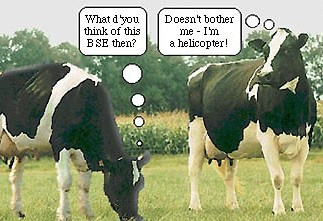 What d'you
think of this
BSE then?
Doesn't bother
me - I'm
a helicopter!